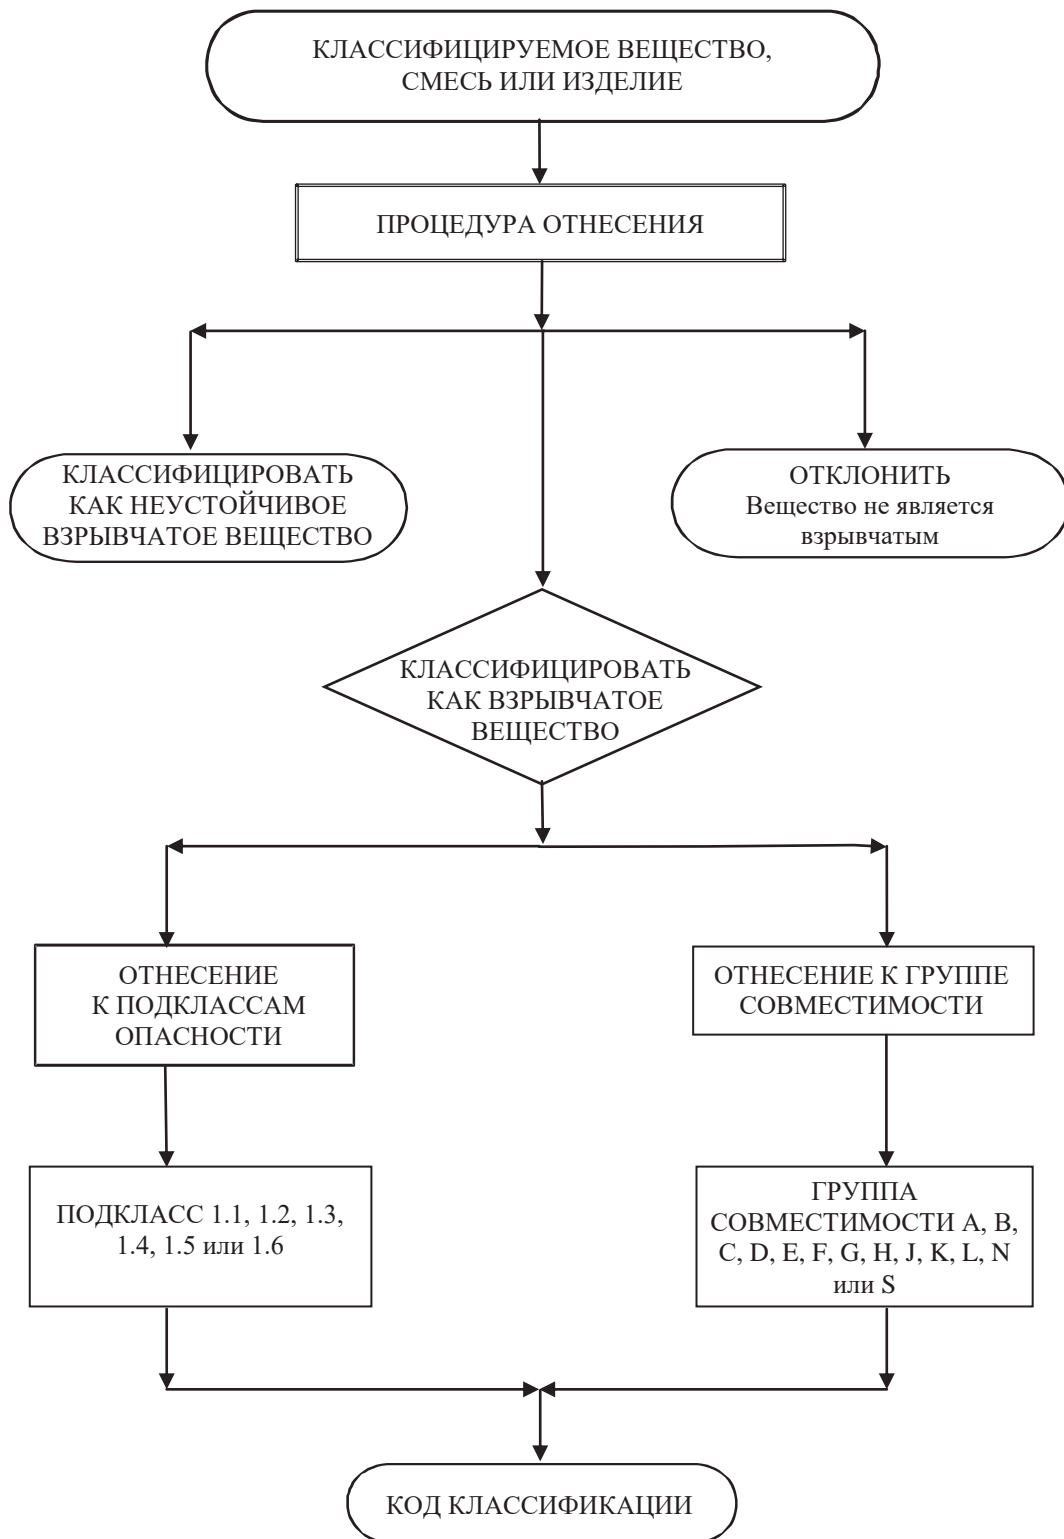 КЛАССИФИЦИРУЕМОЕ ВЕЩЕСТВО,
СМЕСЬ ИЛИ ИЗДЕЛИЕ
ПРОЦЕДУРА ОТНЕСЕНИЯ
КЛАССИФИЦИРОВАТЬ
КАК НЕУСТОЙЧИВОЕ
ВЗРЫВЧАТОЕ ВЕЩЕСТВО
ОТКЛОНИТЬ
Вещество не является
взрывчатым
КЛАССИФИЦИРОВАТЬ
КАК ВЗРЫВЧАТОЕ
ВЕЩЕСТВО
ОТНЕСЕНИЕ
К ПОДКЛАССАМ
ОПАСНОСТИ
ОТНЕСЕНИЕ К ГРУППЕ
СОВМЕСТИМОСТИ
ПОДКЛАСС 1.1, 1.2, 1.3,
1.4, 1.5 или 1.6
ГРУППА
СОВМЕСТИМОСТИ A, B,
C, D, E, F, G, H, J, K, L, N
или S
КОД КЛАССИФИКАЦИИ